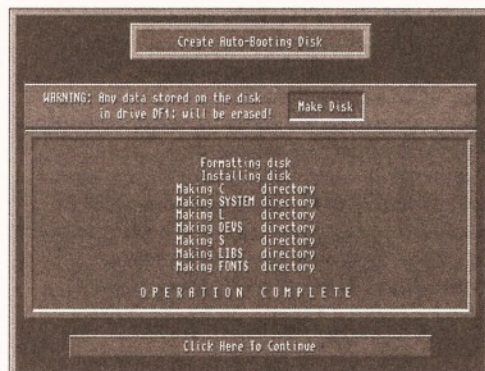 Create Auto-Booting Disk
WARNING: Any data stored on the disk
in drive DF1: will be erased!
Make Disk
Formatting disk
Installing disk
Making C directory
Making SYSTEM directory
Making L directory
Making DEVS directory
Making S directory
Making LIBS directory
Making FONTS directory
OPERATION COMPLETE
Click Here To Continue